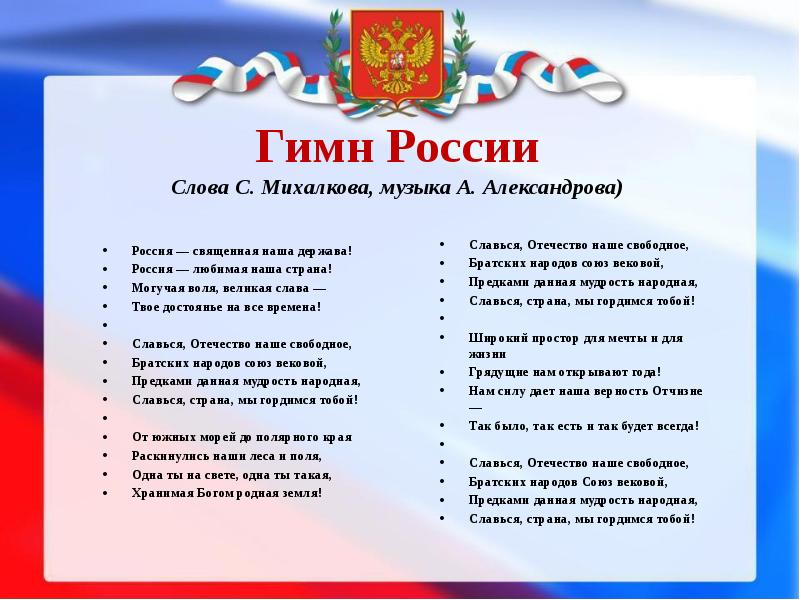 Гимн России
Слова С. Михалкова, музыка А. Александрова)
Россия — священная наша держава!
Россия — любимая наша страна!
Могучая воля, великая слава —
Твое достоянье на все времена!
Славься, Отечество наше свободное,
Братских народов союз вековой,
Предками данная мудрость народная,
Славься, страна, мы гордимся тобой!
От южных морей до полярного края
Раскинулись наши леса и поля,
Одна ты на свете, одна ты такая,
Хранимая Богом родная земля!
Славься, Отечество наше свободное,
Братских народов союз вековой,
Предками данная мудрость народная,
Славься, страна, мы гордимся тобой!
Широкий простор для мечты и для
жизни
Грядущие нам открывают года!
Нам силу дает наша верность Отчизне
—
Так было, так есть и так будет всегда!
Славься, Отечество наше свободное,
Братских народов Союз вековой,
Предками данная мудрость народная,
Славься, страна, мы гордимся тобой!